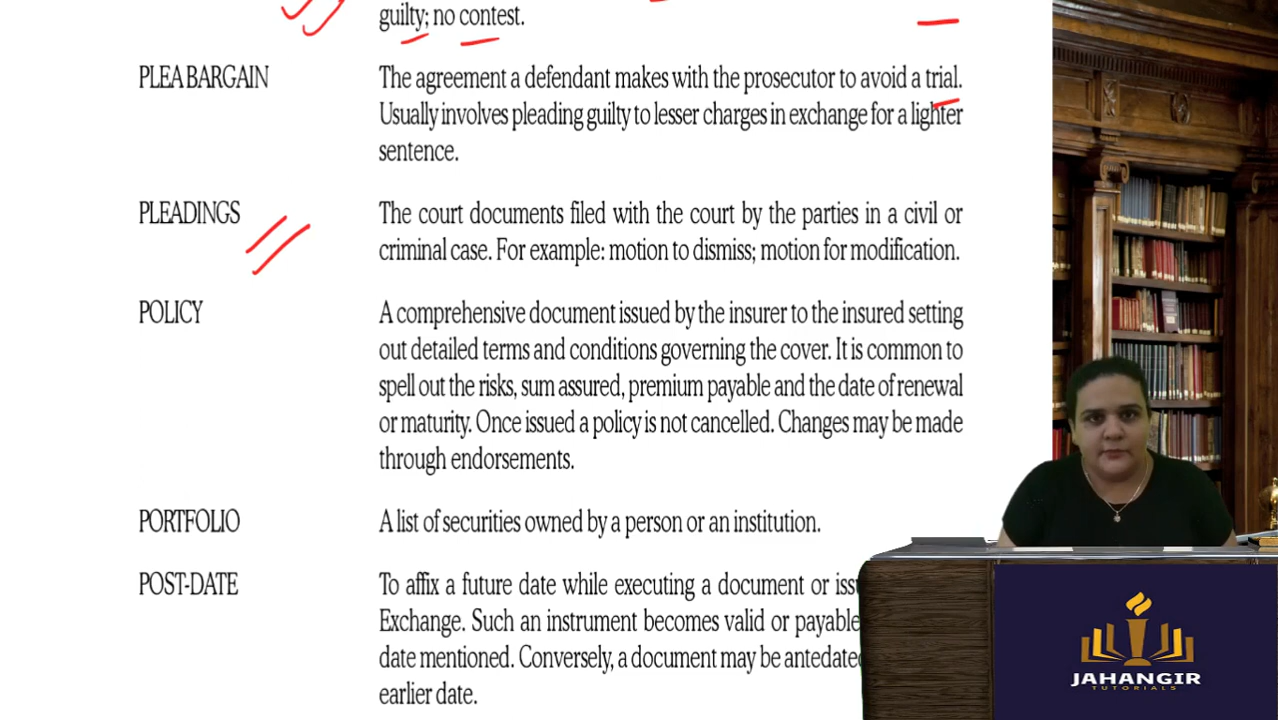 guilty; no contest.
PLEA BARGAIN The agreement a defendant makes with the prosecutor to avoid a trial.
Usually involves pleading guilty to lesser charges in exchange for a lighter
sentence.
PLEADINGS The court documents filed with the court by the parties in a civil or
criminal case. For example: motion to dismiss; motion for modification.
POLICY A comprehensive document issued by the insurer to the insured setting
out detailed terms and conditions governing the cover. It is common to
spell out the risks, sum assured, premium payable and the date of renewal
or maturity. Once issued a policy is not cancelled. Changes may be made
through endorsements.
PORTFOLIO A list of securities owned by a person or an institution.
POST-DATE To affix a future date while executing a document or
Exchange. Such an instrument becomes valid or payable
date mentioned. Conversely, a document may be antedated
earlier date.
JAHANGIR
TUTORIALS